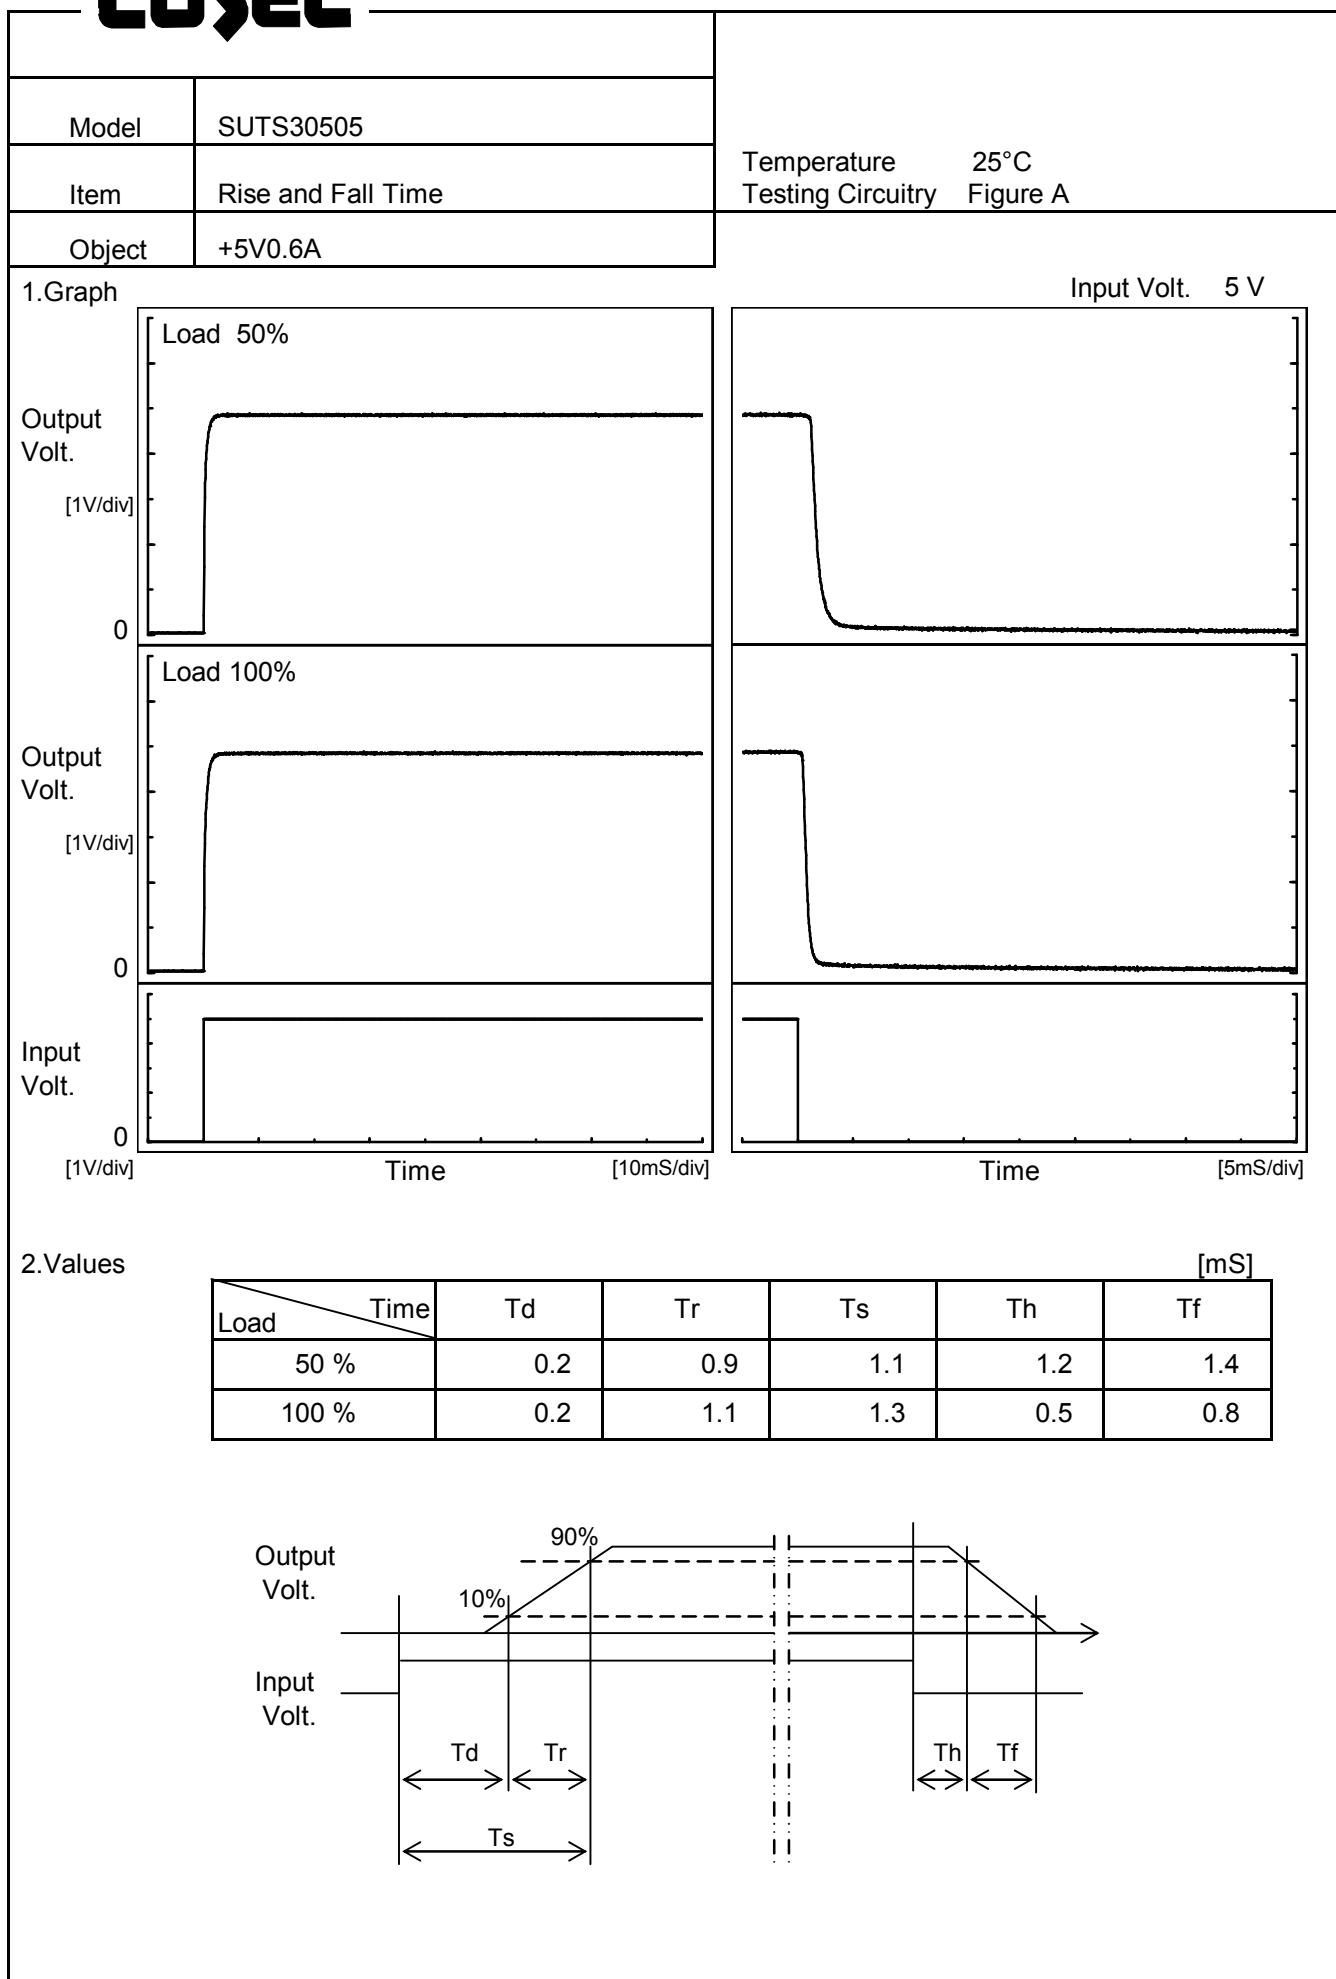 Model SUTS30505
Temperature 25°C
Item Rise and Fall Time Testing Circuitry Figure A
Object +5V0.6A
1.Graph Input Volt. 5 V
Load 50%
Output
Volt.
[1V/div]
0
Load 100%
Output
Volt.
[1V/div]
0
Input
Volt.
0
[1V/div] Time [10mS/div] Time [5mS/div]
2.Values [mS]
Time
Load Td Tr Ts Th Tf
50 % 0.2 0.9 1.1 1.2 1.4
100 % 0.2 1.1 1.3 0.5 0.8
90%
Output
Volt.
10%
Input
Volt.
Td Tr Th Tf
Ts